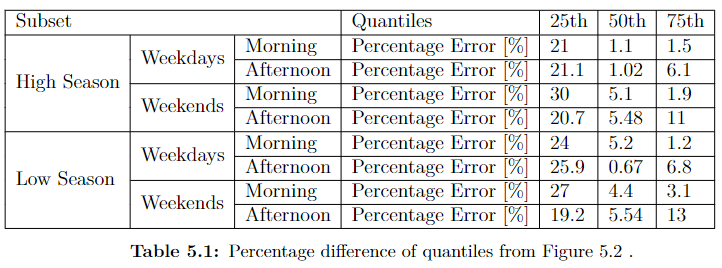 Subset Quantiles 25th 50th 75th
High Season Weekdays Morning Percentage Error [%] 21 1.1 1.5
Afternoon Percentage Error [%] 21.1 1.02 6.1
Weekends Morning Percentage Error [%] 30 5.1 1.9
Afternoon Percentage Error [%] 20.7 5.48 11
Low Season Weekdays Morning Percentage Error [%] 24 5.2 1.2
Afternoon Percentage Error [%] 25.9 0.67 6.8
Weekends Morning Percentage Error [%] 27 4.4 3.1
Afternoon Percentage Error [%] 19.2 5.54 13
Table 5.1: Percentage difference of quantiles from Figure 5.2 .